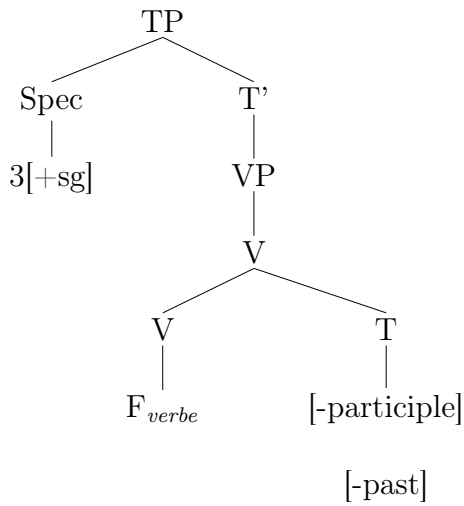 TP
Spec T’
3[+sg] VP
V
V T
F_verbe [-participle]
[-past]